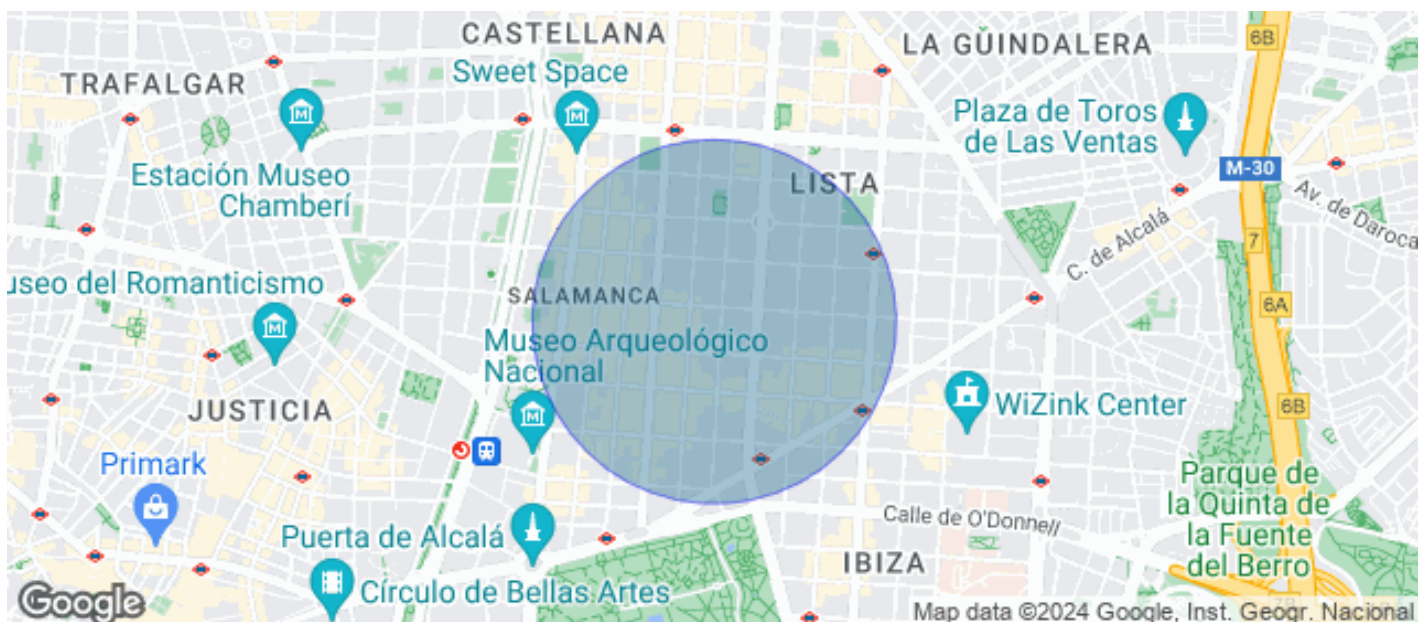 CASTELLANA
LA GÜINDALERA
6B
TRAFALGAR
Sweet Space
Plaza de Toros
de Las Ventas
Estación Museo
Chamberí
M-30
LISTA
Av. de Daroca
C. de Alcalá
7
useo del Romanticismo
SALAMANCA
6A
Museo Arqueológico
Nacional
JUSTICIA
WiZink Center
6B
Primark
Parque de
la Quinta de
la Fuente
del Berro
Puerta de Alcalá
Calle de O'Donnell
IBIZA
Círculo de Bellas Artes
Google
Map data ©2024 Google, Inst. Geogr. Nacional